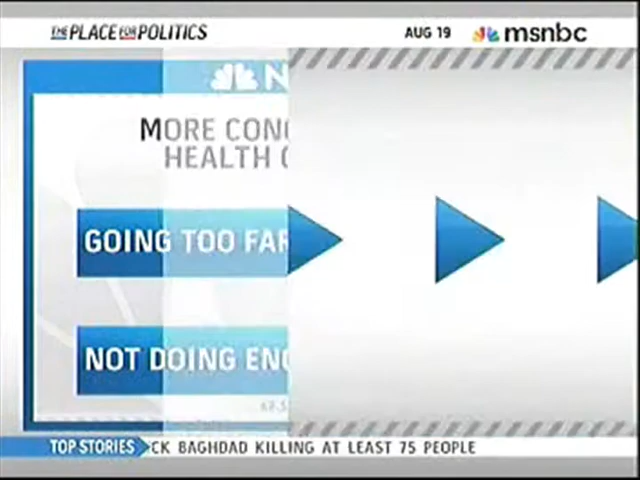 THE PLACE FOR POLITICS
AUG 19 msnbc
N
MORE CONC
HEALTH C
GOING TOO FAR
NOT DOING ENO
TOP STORIES CK BAGHDAD KILLING AT LEAST 75 PEOPLE